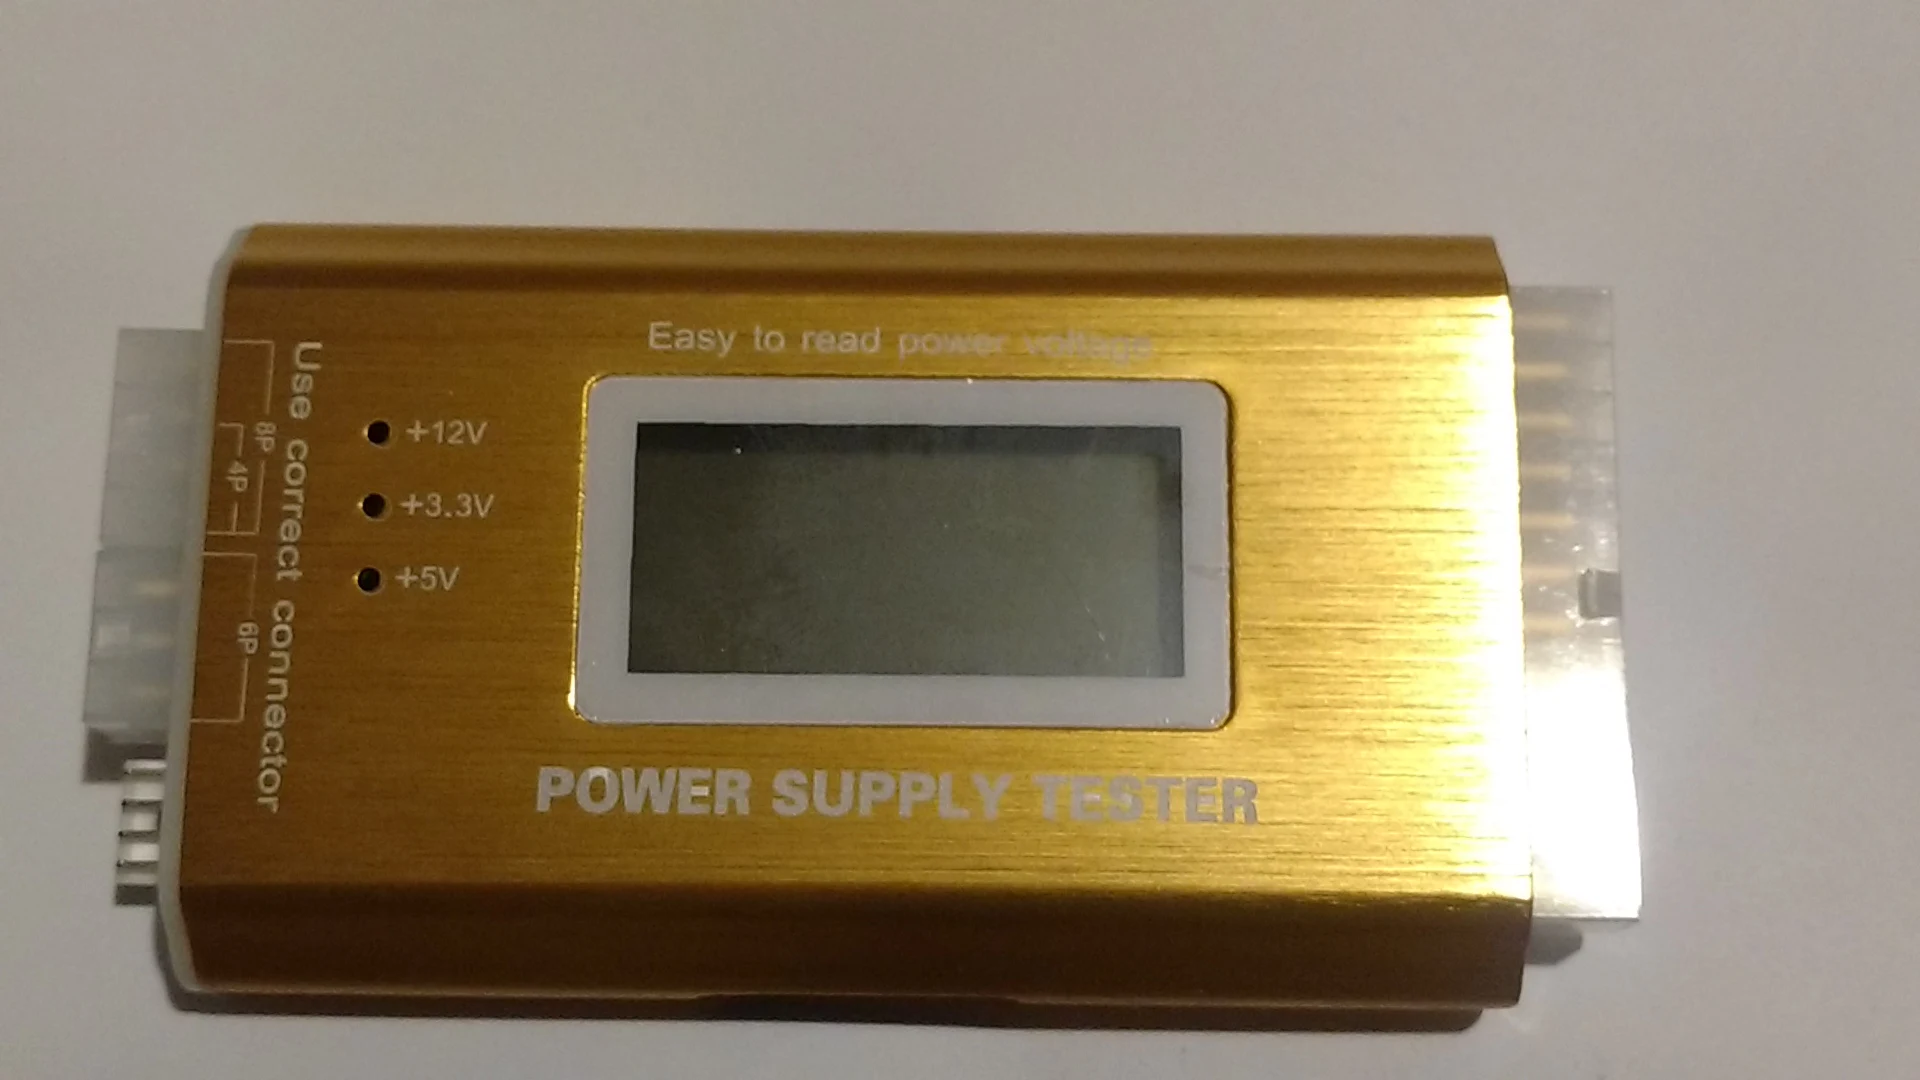 Easy to read power voltage
Use correct connector
8P
4P
6P
+12V
+3.3V
+5V
POWER SUPPLY TESTER